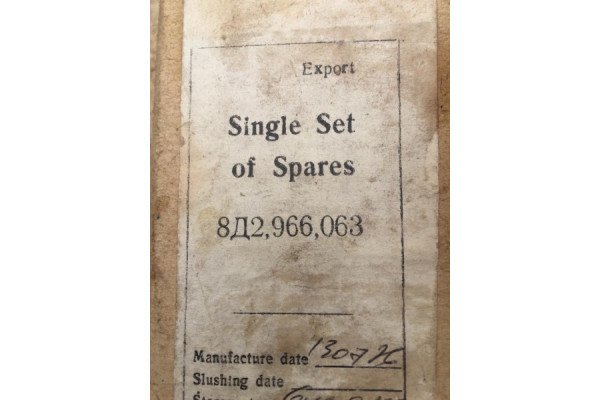 Export
Single Set
of Spares
8Д2,966,063
Manufacture date
Slushing date